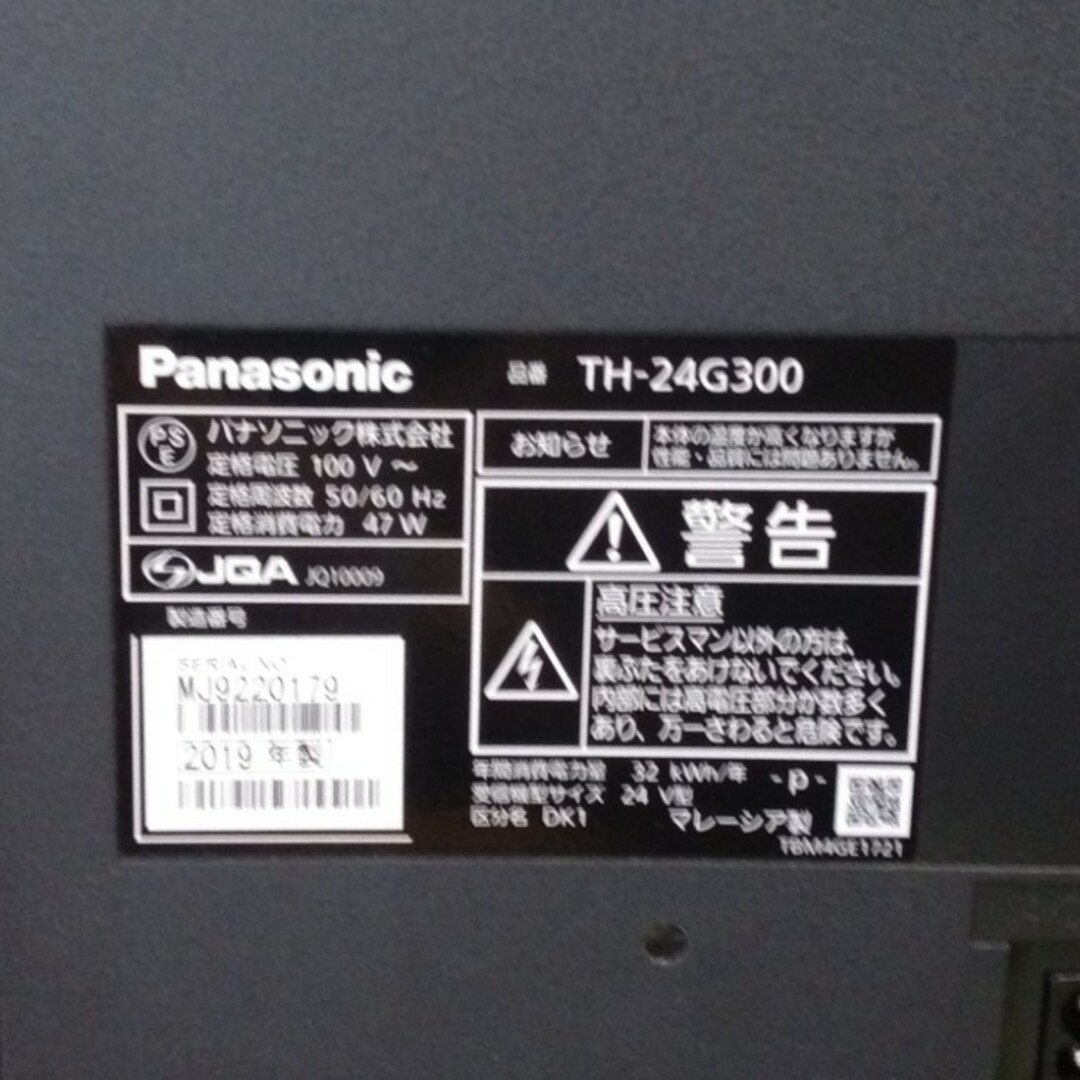 Panasonic 品番 TH-24G300
PS E
パナソニック株式会社
定格電圧 100 V ～
定格周波数 50/60 Hz
定格消費電力 47 W
JQA JQ10009
製造番号
SERIAL NO.
MJ9220179
2019 年製
お知らせ
本体の温度が高くなりますが、
性能・品質には問題ありません。
警告
高圧注意
サービスマン以外の方は、
裏ぶたをあけないでください。
内部には高電圧部分が数多く
あり、万一さわると危険です。
年間消費電力量 32 kWh/年 -P-
受信機型サイズ 24 V型
区分名 DK1 マレーシア製
TBM4GE1721